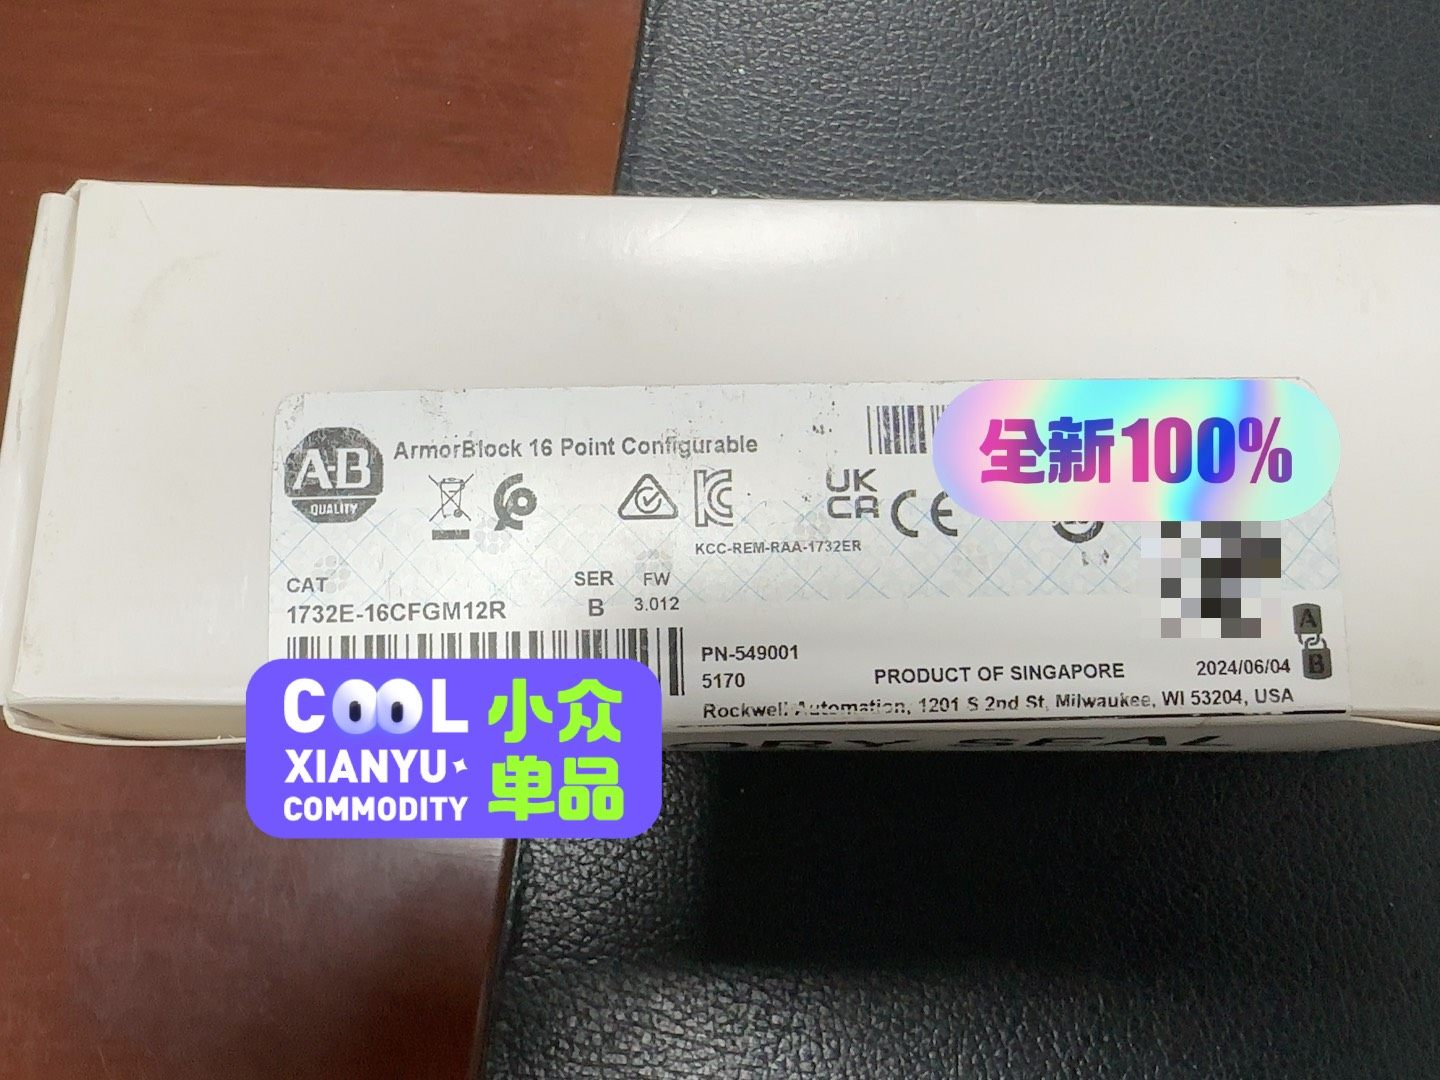 ArmorBlock 16 Point Configurable
全新100%
A-B
QUALITY
UK
CA
CE
KCC-REM-RAA-1732ER
CAT
SER
FW
1732E-16CFGM12R
B
3.012
PN-549001
5170
PRODUCT OF SINGAPORE
2024/06/04
A
B
Rockwell Automation, 1201 S 2nd St, Milwaukee, WI 53204, USA
ORY SEAL
COOL
XIANYU
COMMODITY
小众
单品